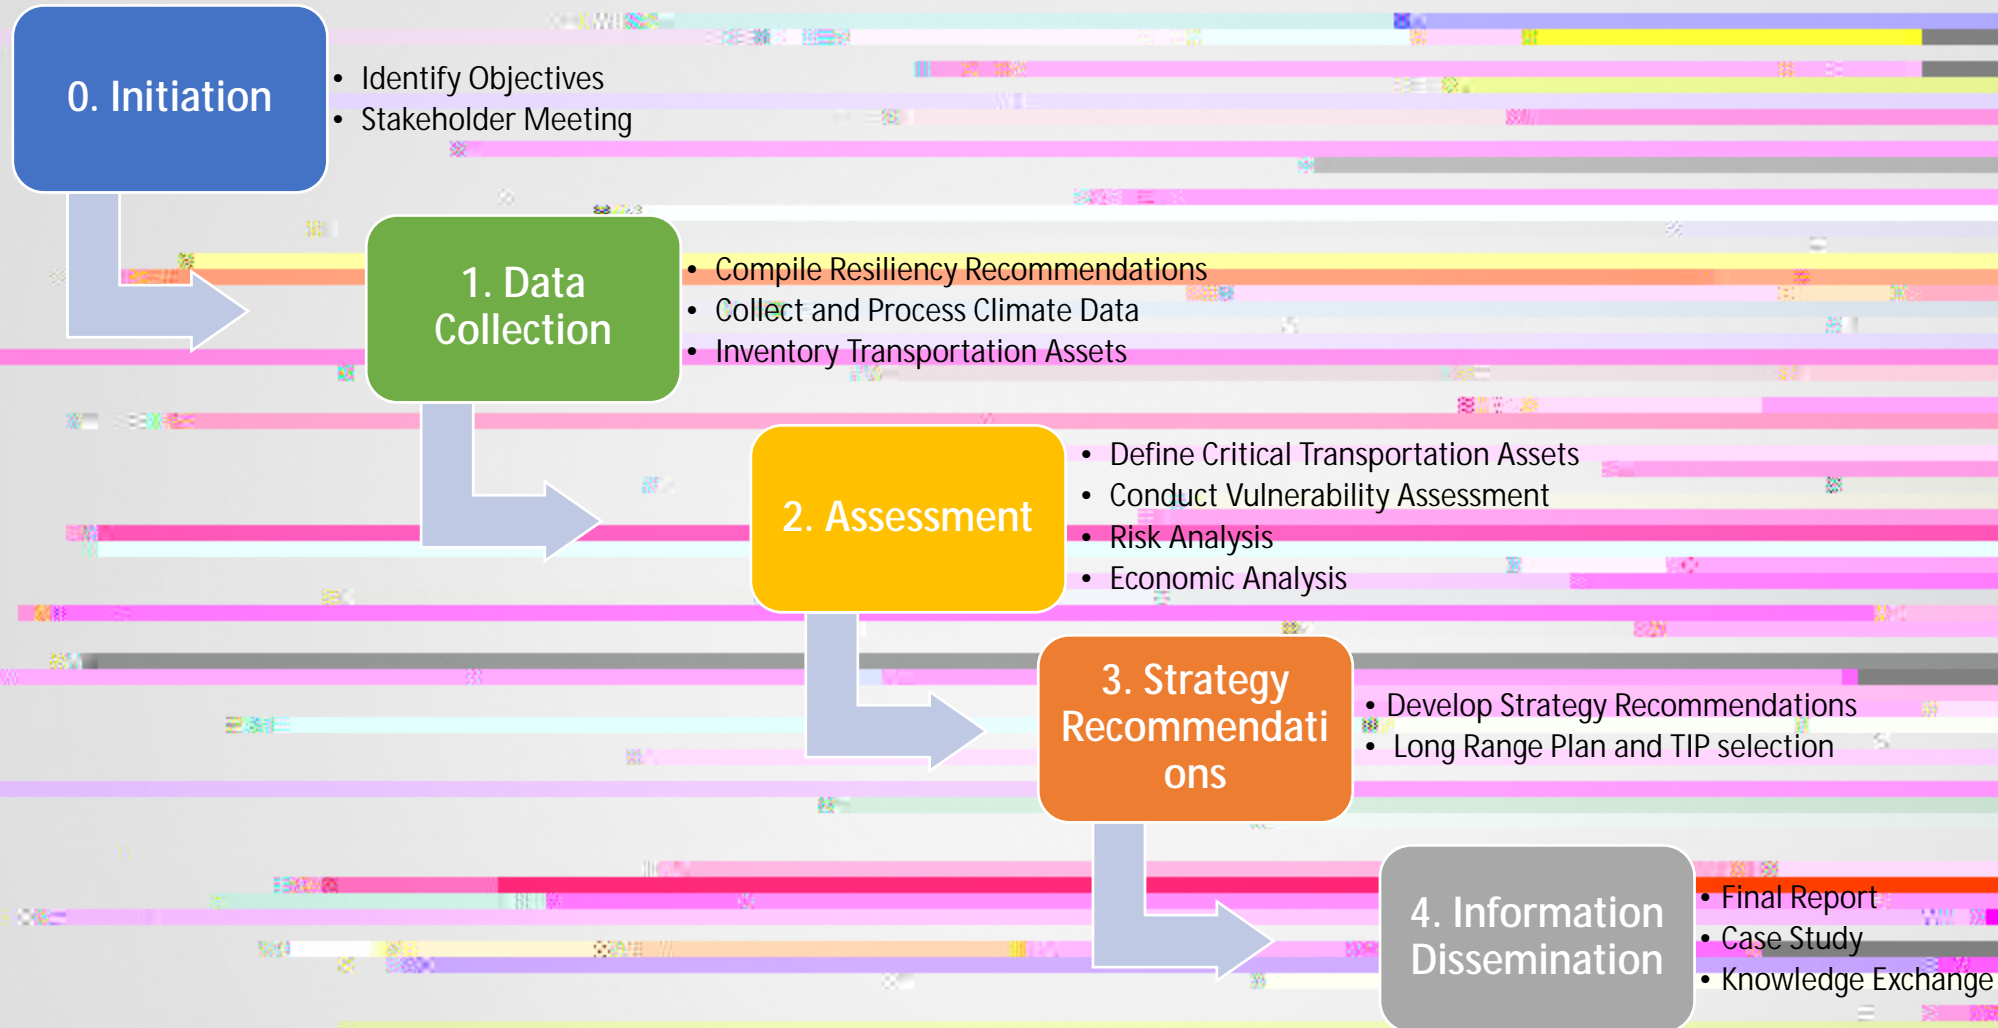 0. Initiation
• Identify Objectives
• Stakeholder Meeting
1. Data
Collection
• Compile Resiliency Recommendations
• Collect and Process Climate Data
• Inventory Transportation Assets
2. Assessment
• Define Critical Transportation Assets
• Conduct Vulnerability Assessment
• Risk Analysis
• Economic Analysis
3. Strategy
Recommendati
ons
• Develop Strategy Recommendations
• Long Range Plan and TIP selection
4. Information
Dissemination
• Final Report
• Case Study
• Knowledge Exchange